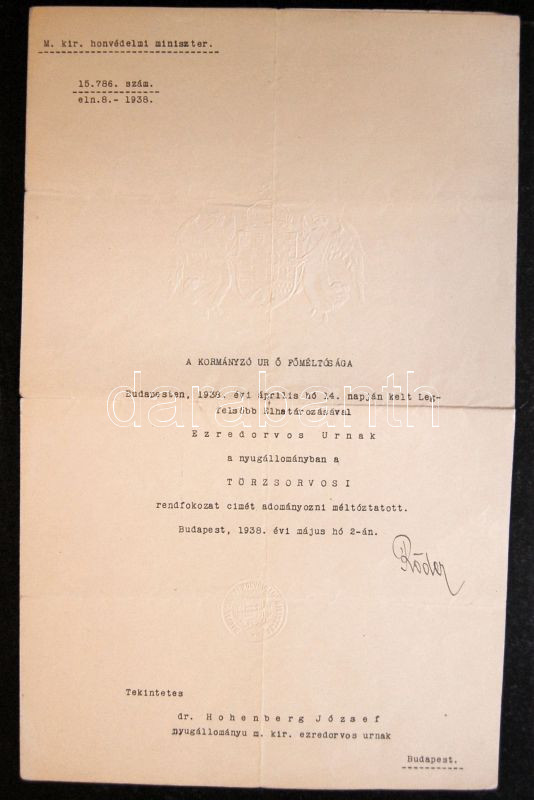 M. kir. honvédelmi miniszter.
15.786. szám.
eln.8.- 1938.
A KORMÁNYZÓ UR Ő FŐMÉLTÓSÁGA
Budapesten, 1938. évi április hó 14. napján kelt Leg-
felsőbb Elhatározásával
Ezredorvos Urnak
a nyugállományban a
TÖRZSORVOSI
rendfokozat cimét adományozni méltóztatott.
Budapest, 1938. évi május hó 2-án.
Rőder
Tekintetes
dr. Hohenberg József
nyugállományu m. kir. ezredorvos urnak
Budapest.
darabanth